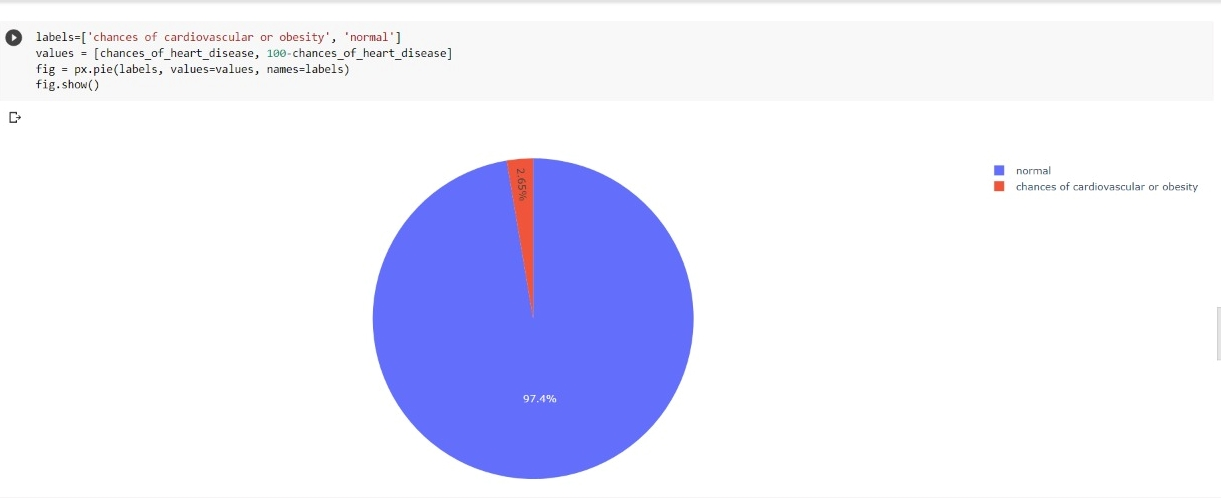 labels=['chances of cardiovascular or obesity', 'normal']
values = [chances_of_heart_disease, 100-chances_of_heart_disease]
fig = px.pie(labels, values=values, names=labels)
fig.show()
2.65%
97.4%
normal
chances of cardiovascular or obesity